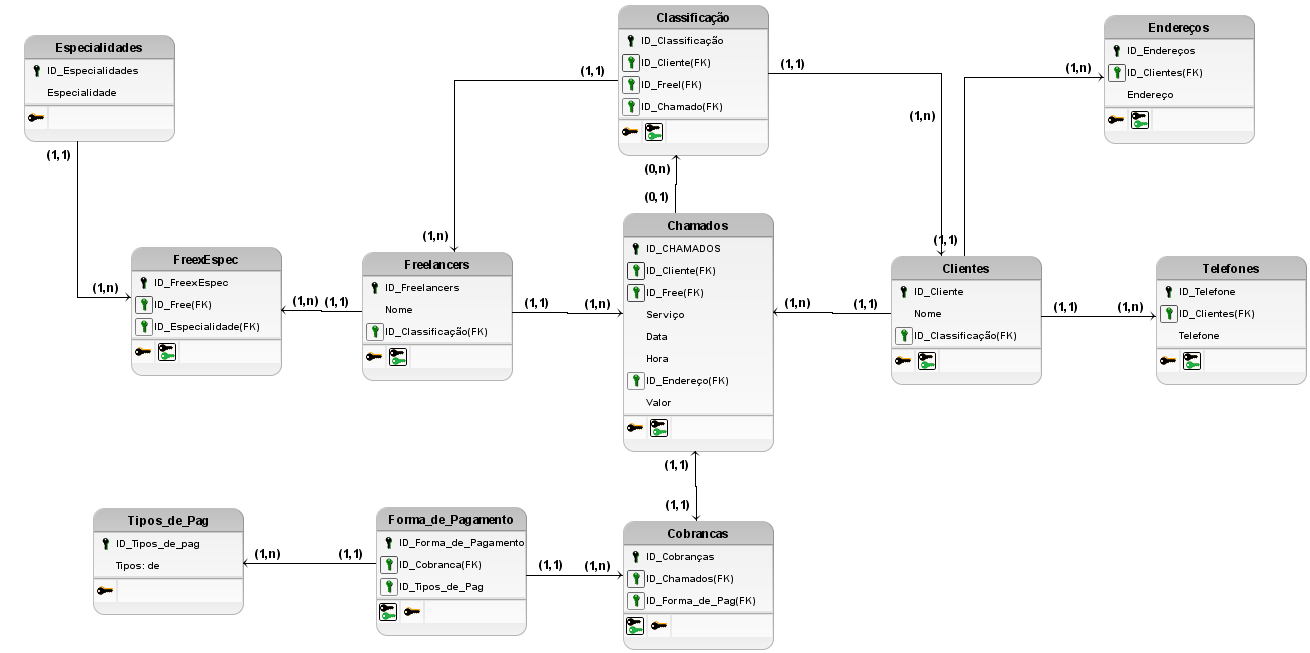 Classificação
ID_Classificação
ID_Cliente(FK)
ID_Freel(FK)
ID_Chamado(FK)
Endereços
ID_Endereços
ID_Clientes(FK)
Endereço
Especialidades
ID_Especialidades
Especialidade
(1,1)
(1,1)
(1,n)
(1,n)
(1,1)
(0,n)
(0,1)
(1,n)
(1,1)
FreexEspec
ID_FreexEspec
ID_Free(FK)
ID_Especialidade(FK)
(1,n)
(1,n)
(1,1)
Freelancers
ID_Freelancers
Nome
ID_Classificação(FK)
(1,1)
(1,n)
Chamados
ID_CHAMADOS
ID_Cliente(FK)
ID_Free(FK)
Serviço
Data
Hora
ID_Endereço(FK)
Valor
(1,n)
(1,1)
Clientes
ID_Cliente
Nome
ID_Classificação(FK)
(1,1)
(1,n)
Telefones
ID_Telefone
ID_Clientes(FK)
Telefone
(1,1)
(1,1)
Tipos_de_Pag
ID_Tipos_de_pag
Tipos: de
(1,n)
(1,1)
Forma_de_Pagamento
ID_Forma_de_Pagamento
ID_Cobranca(FK)
ID_Tipos_de_Pag
(1,1)
(1,n)
Cobrancas
ID_Cobranças
ID_Chamados(FK)
ID_Forma_de_Pag(FK)